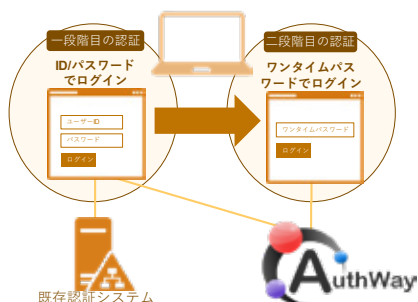 一段階目の認証
ID/パスワード
でログイン
ユーザーID
パスワード
ログイン
二段階目の認証
ワンタイムパス
ワードでログイン
ワンタイムパスワード
ログイン
既存認証システム
AuthWay